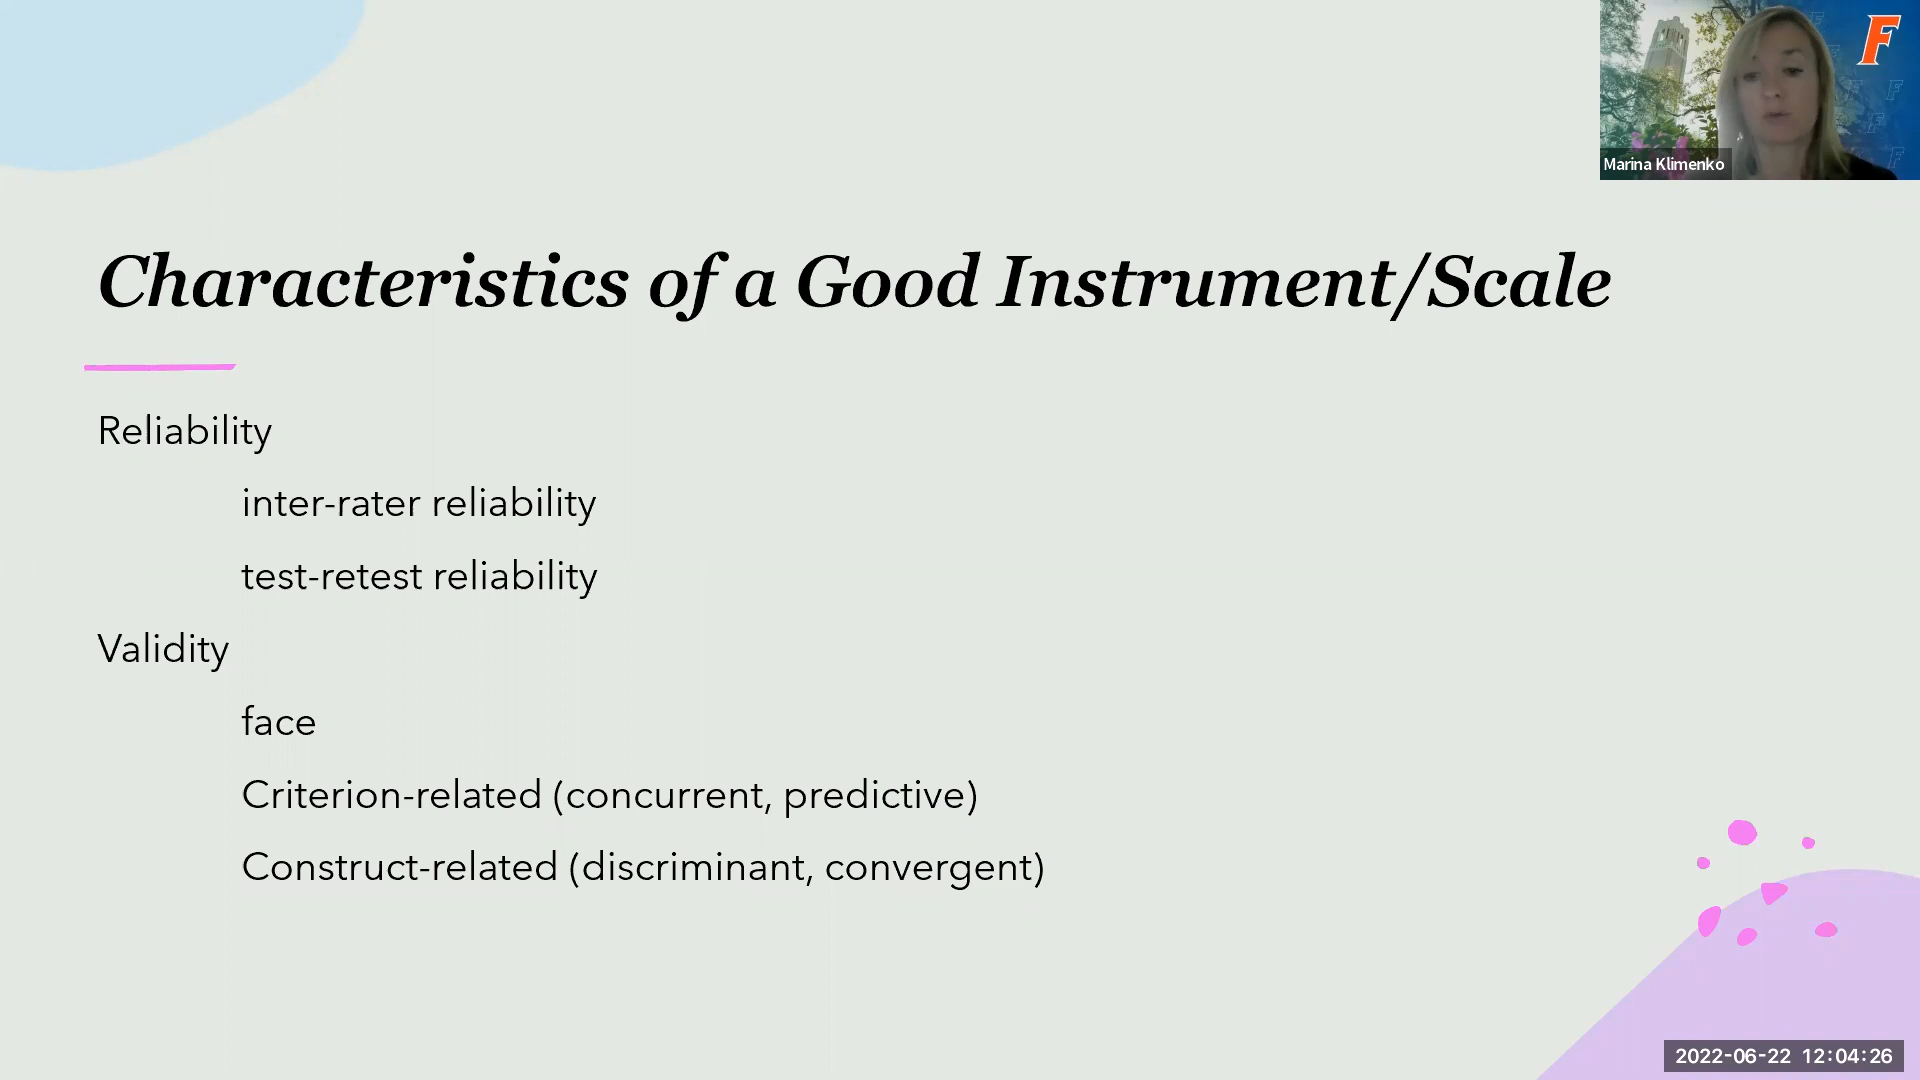 F
Marina Klimenko
Characteristics of a Good Instrument/Scale
Reliability
inter-rater reliability
test-retest reliability
Validity
face
Criterion-related (concurrent, predictive)
Construct-related (discriminant, convergent)
2022-06-22 12:04:26